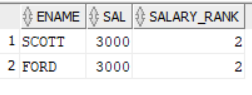 ENAME SAL SALARY_RANK
1 SCOTT 3000 2
2 FORD 3000 2